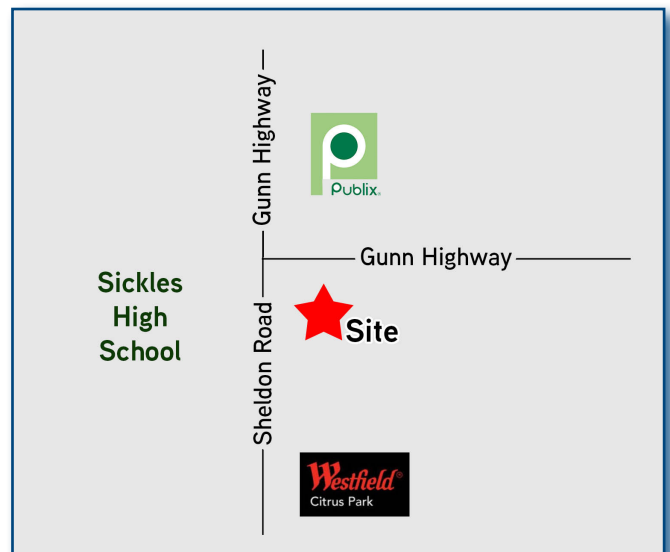 Gunn Highway
Publix
Gunn Highway
Sickles
High
School
Site
Sheldon Road
Westfield
Citrus Park